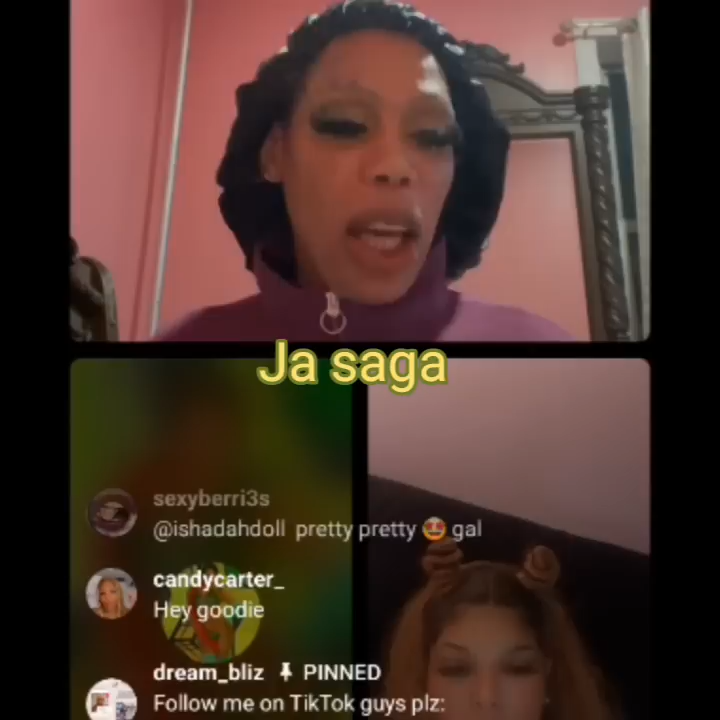 Ja saga
sexyberri3s
@ishadahdoll pretty pretty 🤩 gal
candycarter_
Hey goodie
dream_bliz 📌 PINNED
Follow me on TikTok guys plz: